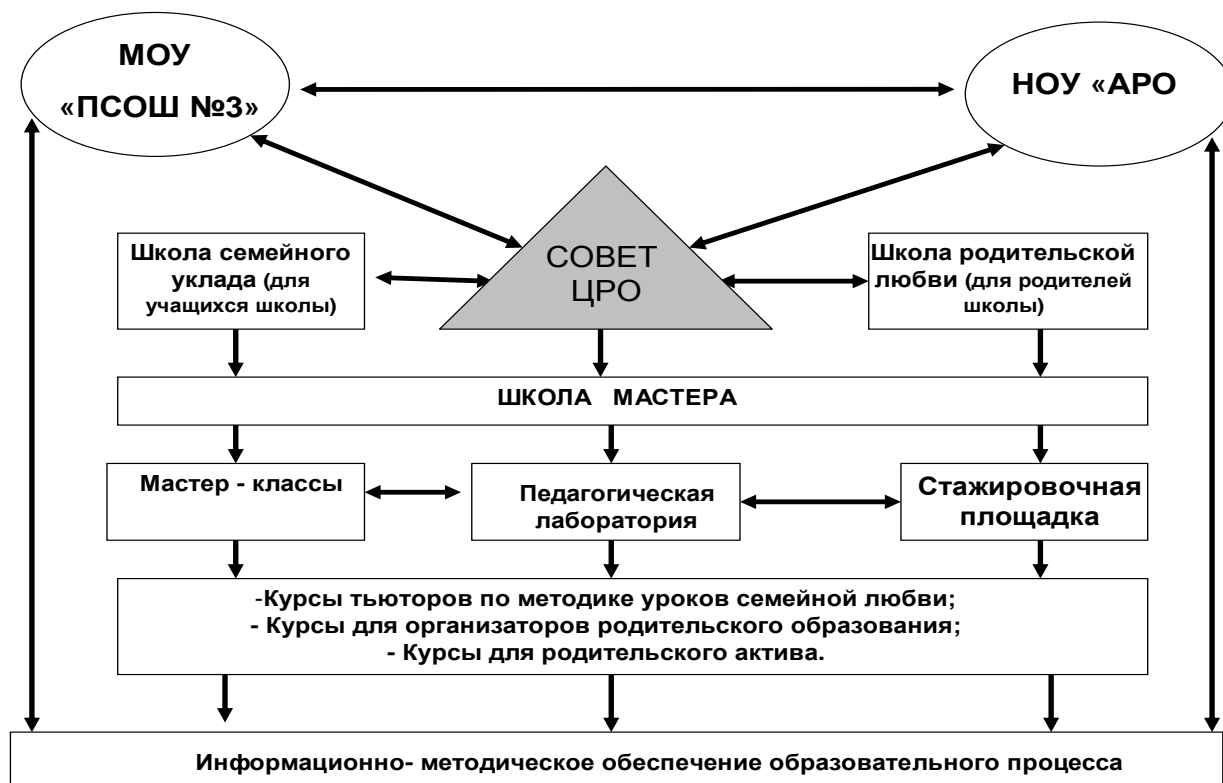 МОУ
«ПСОШ №3»
НОУ «АРО
СОВЕТ
ЦРО
Школа семейного
уклада (для
учащихся школы)
Школа родительской
любви (для родителей
школы)
ШКОЛА МАСТЕРА
Мастер - классы
Педагогическая
лаборатория
Стажировочная
площадка
-Курсы тьюторов по методике уроков семейной любви;
- Курсы для организаторов родительского образования;
- Курсы для родительского актива.
Информационно- методическое обеспечение образовательного процесса